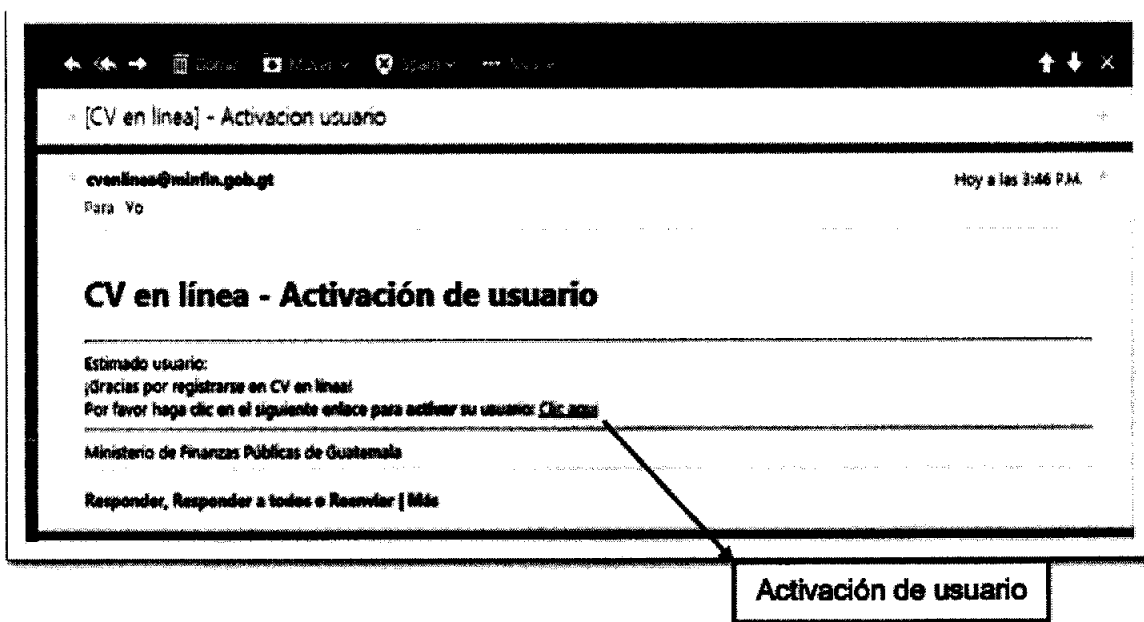 Mover Spam
[CV en línea] - Activacion usuario
cvenlinea@minfin.gob.gt Hoy a las 3:46 P.M.
Para Yo
CV en línea - Activación de usuario
Estimado usuario:
¡Gracias por registrarse en CV en línea!
Por favor haga clic en el siguiente enlace para activar su usuario: Clic aquí
Ministerio de Finanzas Públicas de Guatemala
Responder, Responder a todos o Reenviar | Más
Activación de usuario